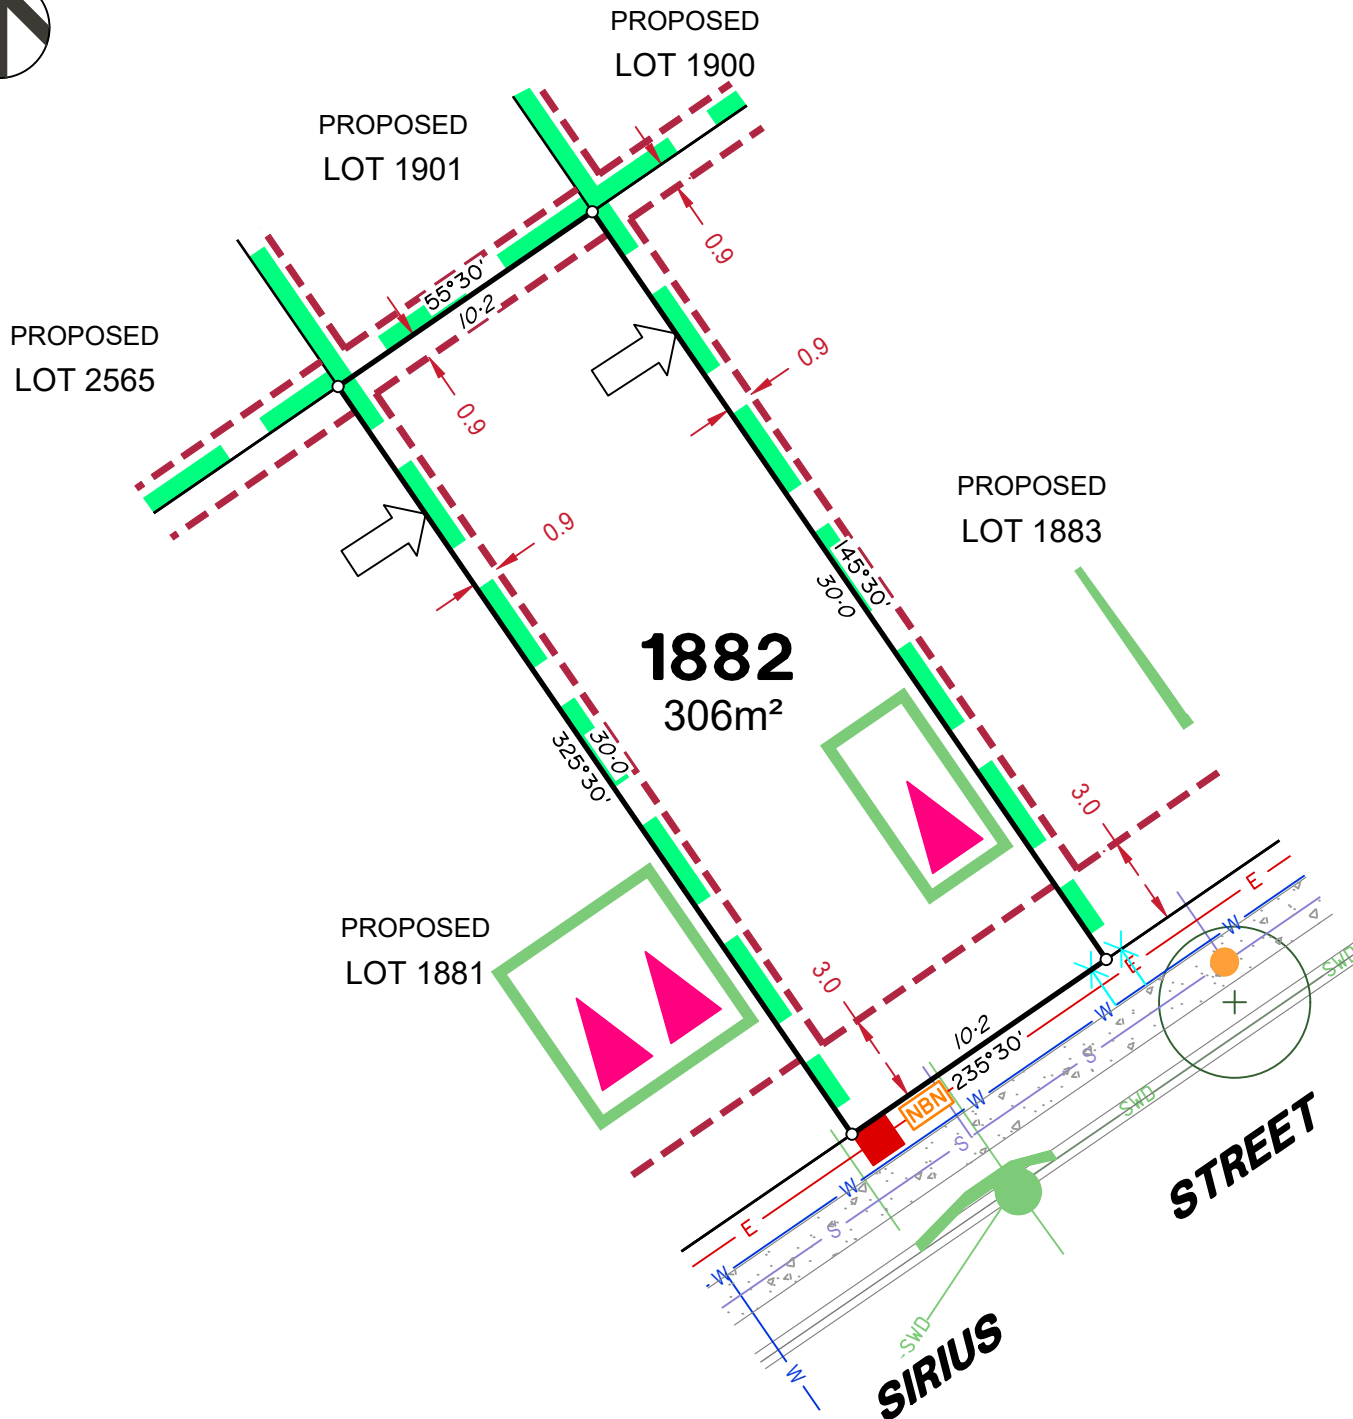 PROPOSED
LOT 1900
PROPOSED
LOT 1901
PROPOSED
LOT 2565
55°30'
10·2
0.9
0.9
0.9
0.9
PROPOSED
LOT 1883
145°30'
30·0
1882
306m²
30·0
325°30'
3.0
PROPOSED
LOT 1881
3.0
10·2
235°30'
NBN
E
W
E
W
S
W
S
SWD
SWD
W
S
E
W
W
SWD
SIRIUS STREET